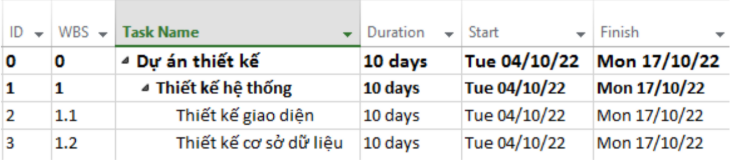 ID WBS Task Name Duration Start Finish
0 0 Dự án thiết kế 10 days Tue 04/10/22 Mon 17/10/22
1 1 Thiết kế hệ thống 10 days Tue 04/10/22 Mon 17/10/22
2 1.1 Thiết kế giao diện 10 days Tue 04/10/22 Mon 17/10/22
3 1.2 Thiết kế cơ sở dữ liệu 10 days Tue 04/10/22 Mon 17/10/22